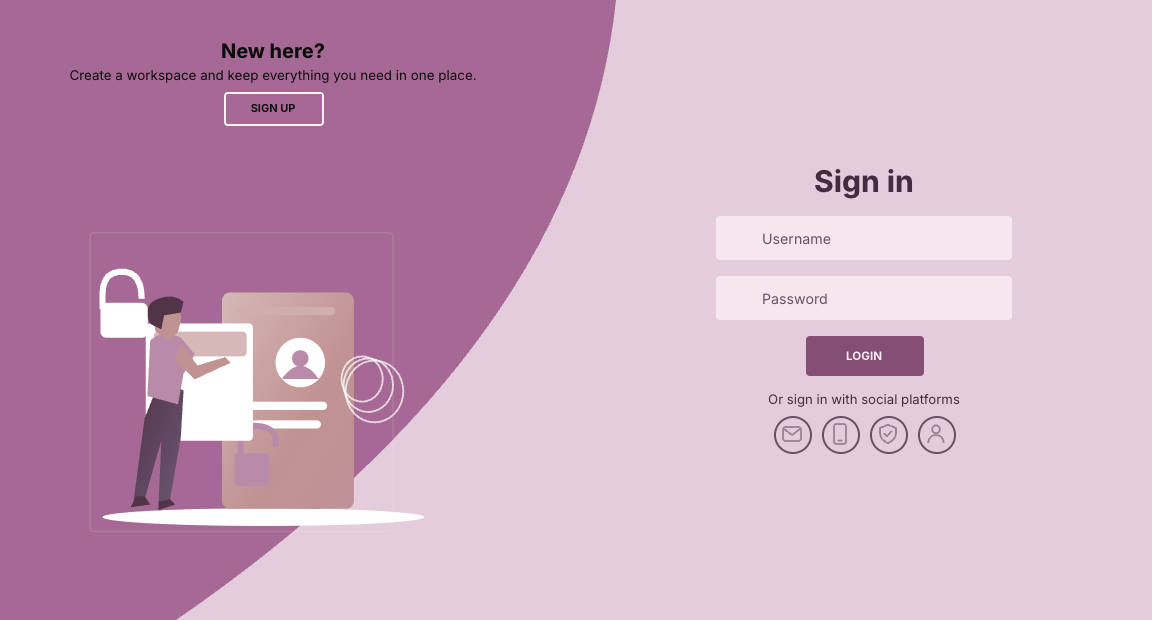 New here?
Create a workspace and keep everything you need in one place.
SIGN UP
Sign in
Username
Password
LOGIN
Or sign in with social platforms